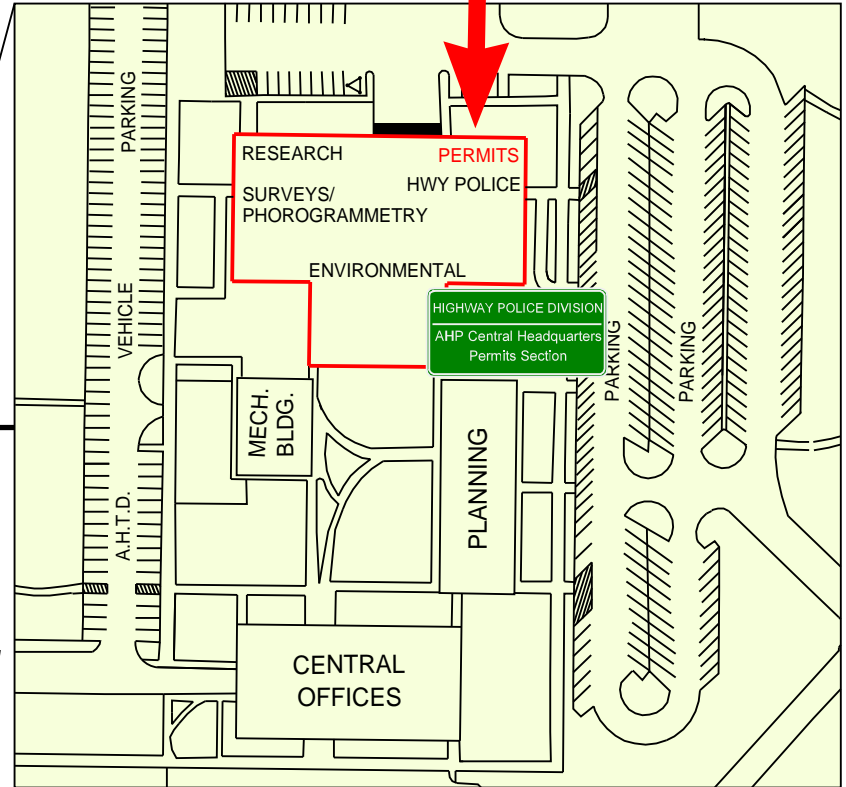 PARKING
RESEARCH
PERMITS
HWY POLICE
SURVEYS/
PHOROGRAMMETRY
ENVIRONMENTAL
HIGHWAY POLICE DIVISION
AHP Central Headquarters
Permits Section
VEHICLE
PARKING
PARKING
MECH.
BLDG.
PLANNING
A.H.T.D.
CENTRAL
OFFICES